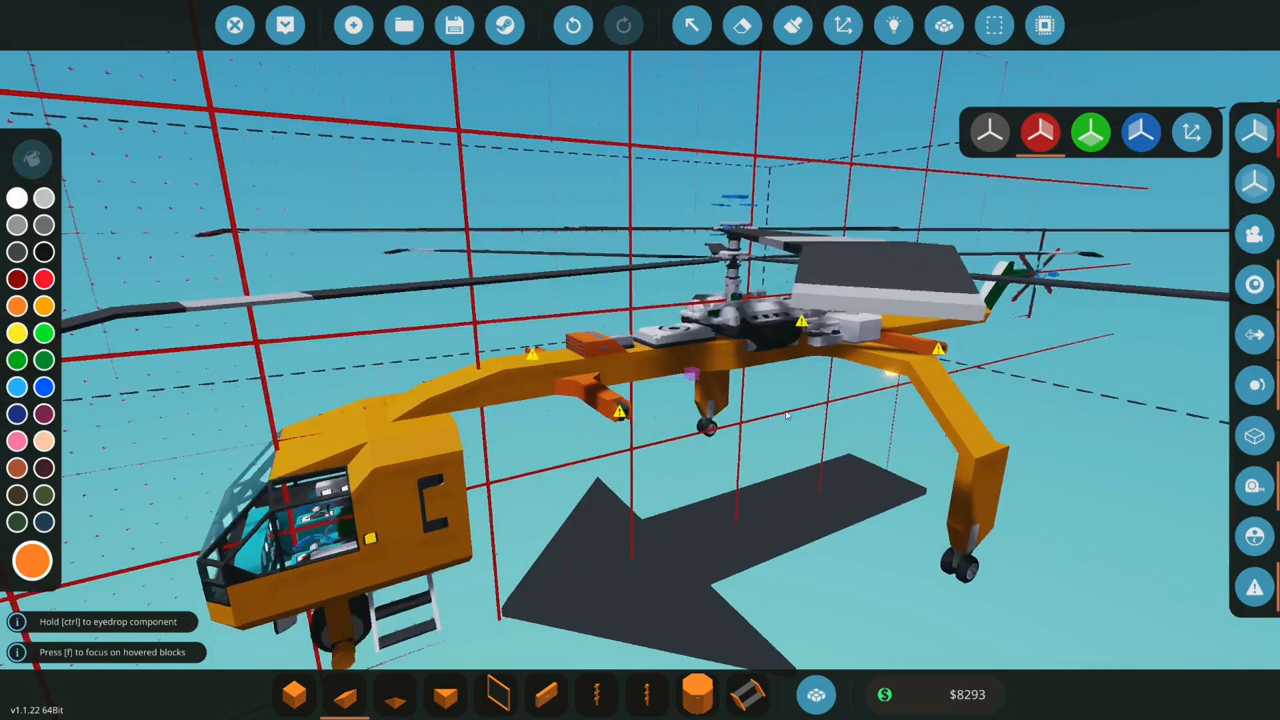 Hold [ctrl] to eyedrop component
Press [f] to focus on hovered blocks
$8293
v1.1.22 64Bit